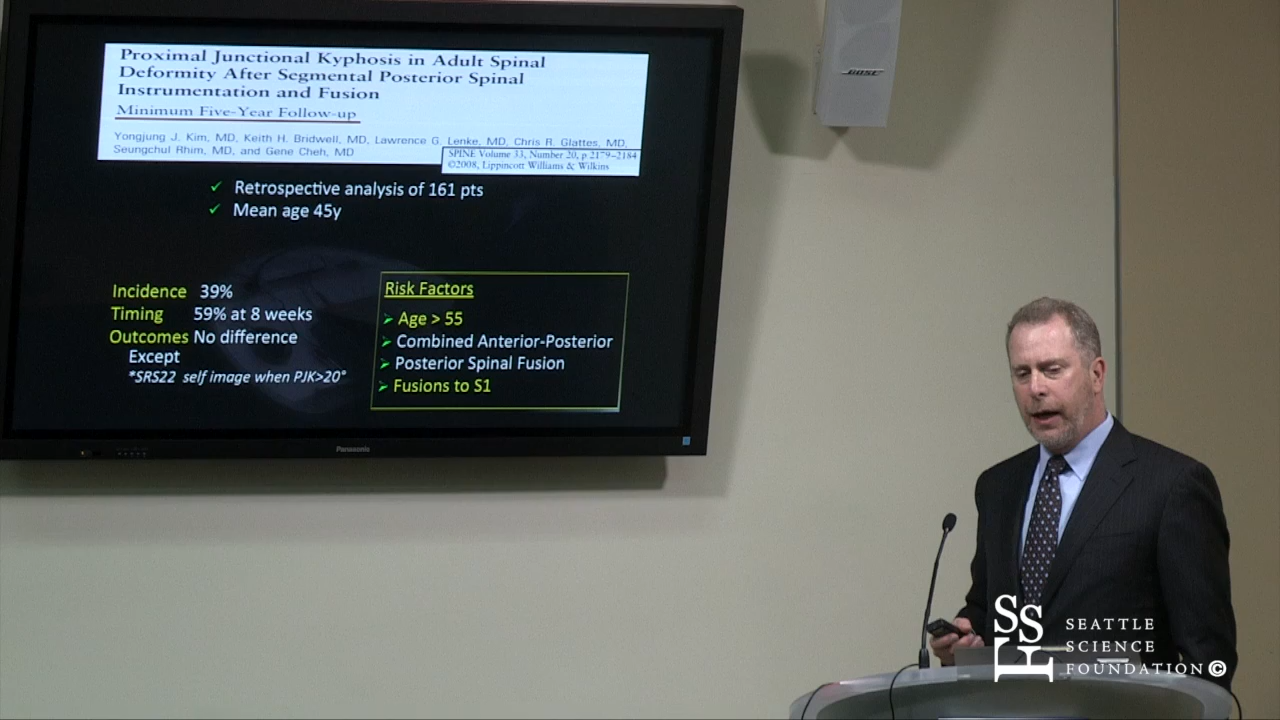 Proximal Junctional Kyphosis in Adult Spinal
Deformity After Segmental Posterior Spinal
Instrumentation and Fusion
Minimum Five-Year Follow-up
Yongjung J. Kim, MD, Keith H. Bridwell, MD, Lawrence G. Lenke, MD, Chris R. Glattes, MD,
Seungchul Rhim, MD, and Gene Cheh, MD
SPINE Volume 33, Number 20, p 2179–2184
©2008, Lippincott Williams & Wilkins
✓ Retrospective analysis of 161 pts
✓ Mean age 45y
Incidence 39%
Timing 59% at 8 weeks
Outcomes No difference
Except
*SRS22 self image when PJK>20°
Risk Factors
➢ Age > 55
➢ Combined Anterior-Posterior
➢ Posterior Spinal Fusion
➢ Fusions to S1
Panasonic
BOSE
SSF
SEATTLE
SCIENCE
FOUNDATION©